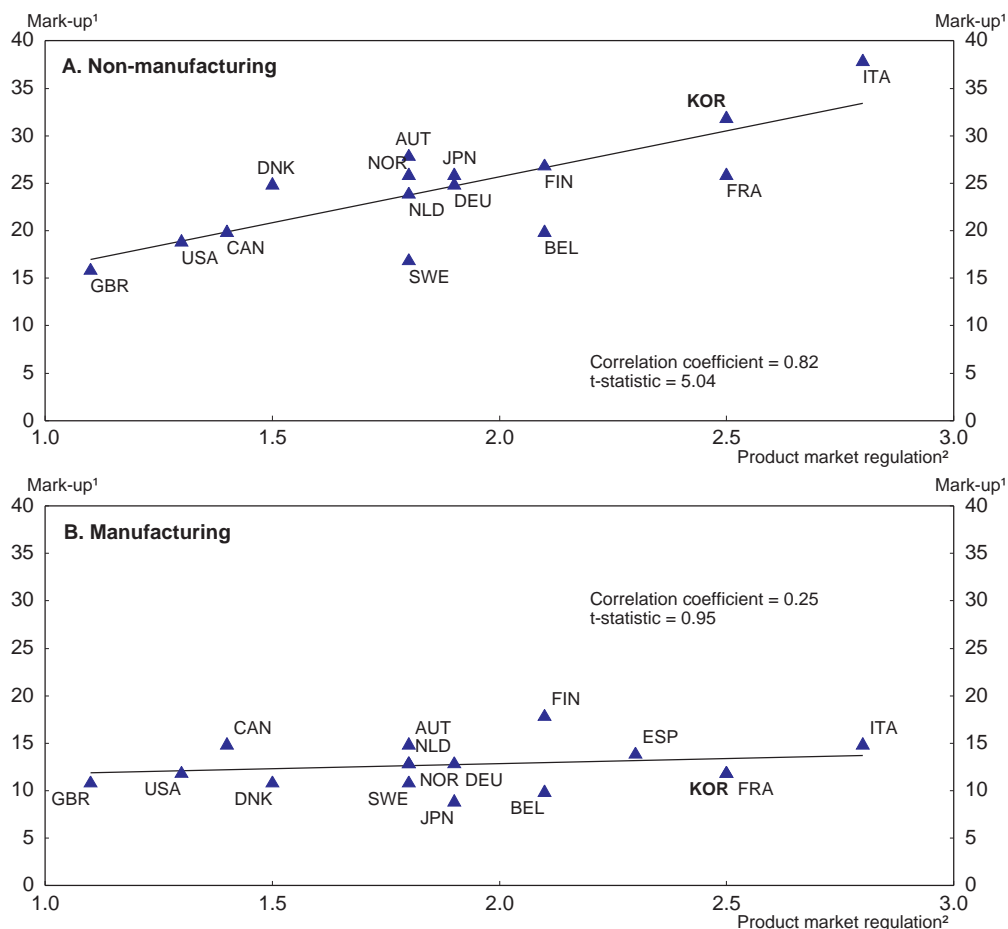 Mark-up¹ Mark-up¹
40 40
A. Non-manufacturing
ITA
35 35
KOR
30 30
AUT
DNK NOR JPN
25 FIN FRA 25
NLD DEU
20 USA CAN BEL 20
GBR SWE
15 15
10 10
Correlation coefficient = 0.82
5 t-statistic = 5.04 5
0 0
1.0 1.5 2.0 2.5 3.0
Product market regulation²
Mark-up¹ Mark-up¹
40 40
B. Manufacturing
35 35
30 Correlation coefficient = 0.25 30
t-statistic = 0.95
25 25
20 20
FIN
CAN AUT ESP ITA
15 NLD 15
GBR USA DNK SWE NOR DEU KOR FRA
10 JPN BEL 10
5 5
0 0
1.0 1.5 2.0 2.5 3.0
Product market regulation²